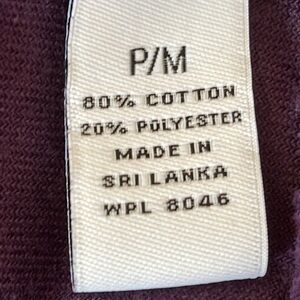 P/M
80% COTTON
20% POLYESTER
MADE IN
SRI LANKA
WPL 8046